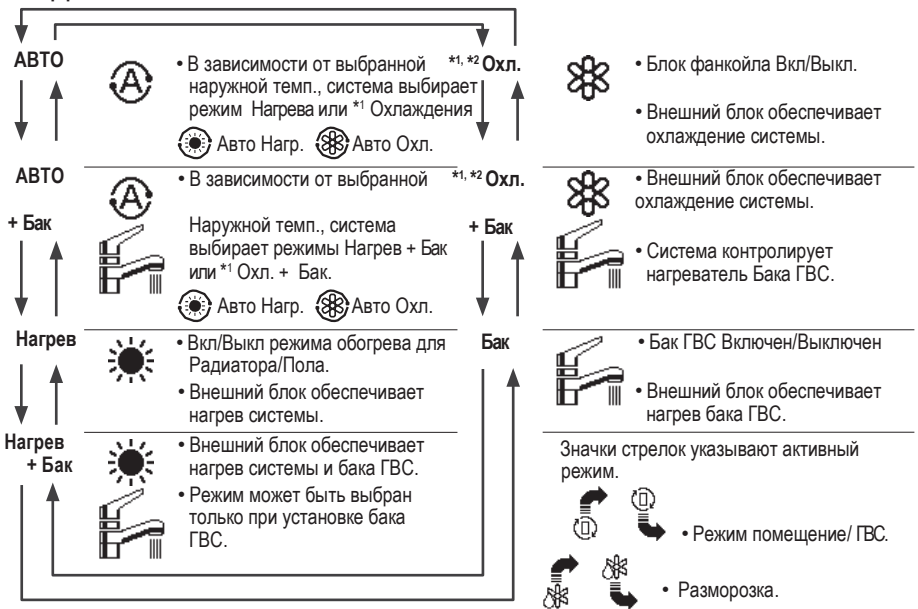 АВТО
• В зависимости от выбранной
наружной темп., система выбирает
режим Нагрева или *1 Охлаждения
Авто Нагр. Авто Охл.
*1, *2 Охл.
• Блок фанкойла Вкл/Выкл.
• Внешний блок обеспечивает
охлаждение системы.
АВТО
+ Бак
• В зависимости от выбранной
Наружной темп., система
выбирает режимы Нагрев + Бак
или *1 Охл. + Бак.
Авто Нагр. Авто Охл.
*1, *2 Охл.
+ Бак
• Внешний блок обеспечивает
охлаждение системы.
• Система контролирует
нагреватель Бака ГВС.
Нагрев
• Вкл/Выкл режима обогрева для
Радиатора/Пола.
• Внешний блок обеспечивает
нагрев системы.
Бак
• Бак ГВС Включен/Выключен
• Внешний блок обеспечивает
нагрев бака ГВС.
Нагрев
+ Бак
• Внешний блок обеспечивает
нагрев системы и бака ГВС.
• Режим может быть выбран
только при установке бака
ГВС.
Значки стрелок указывают активный
режим.
• Режим помещение/ ГВС.
• Разморозка.